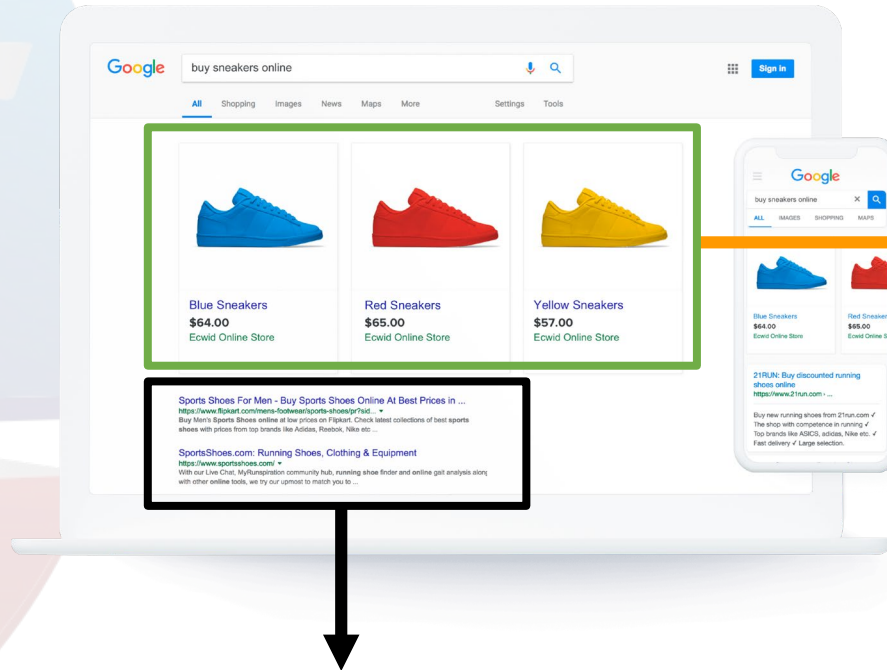 Google
buy sneakers online
Sign in
All Shopping Images News Maps More Settings Tools
Blue Sneakers
$64.00
Ecwid Online Store
Red Sneakers
$65.00
Ecwid Online Store
Yellow Sneakers
$57.00
Ecwid Online Store
Sports Shoes For Men - Buy Sports Shoes Online At Best Prices in ...
https://www.flipkart.com/mens-footwear/sports-shoes/pr?sid...
Buy Men's Sports Shoes online at low prices on Flipkart. Check latest collections of best sports
shoes with prices from top brands like Adidas, Reebok, Nike etc ...
SportsShoes.com: Running Shoes, Clothing & Equipment
https://www.sportsshoes.com/
With our Live Chat, MyRunspiration community hub, running shoe finder and online gait analysis along
with other online tools, we try our upmost to match you to ...
Google
buy sneakers online
ALL IMAGES SHOPPING MAPS
Blue Sneakers
$64.00
Ecwid Online Store
Red Sneaker
$65.00
Ecwid Online S
21RUN: Buy discounted running
shoes online
https://www.21run.com › ...
Buy new running shoes from 21run.com √
The shop with competence in running √
Top brands like ASICS, adidas, Nike etc. √
Fast delivery √ Large selection.